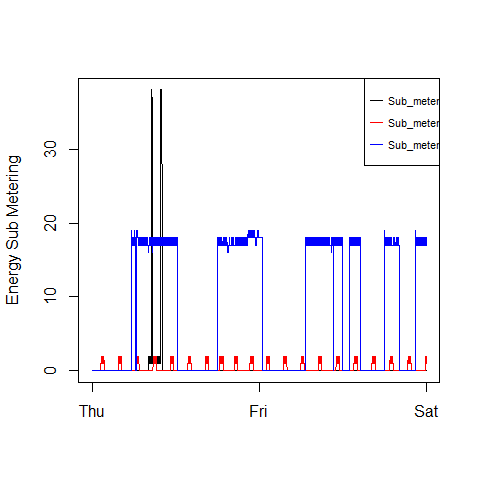 Energy Sub Metering
30
20
10
0
Thu
Fri
Sat
Sub_meter
Sub_meter
Sub_meter